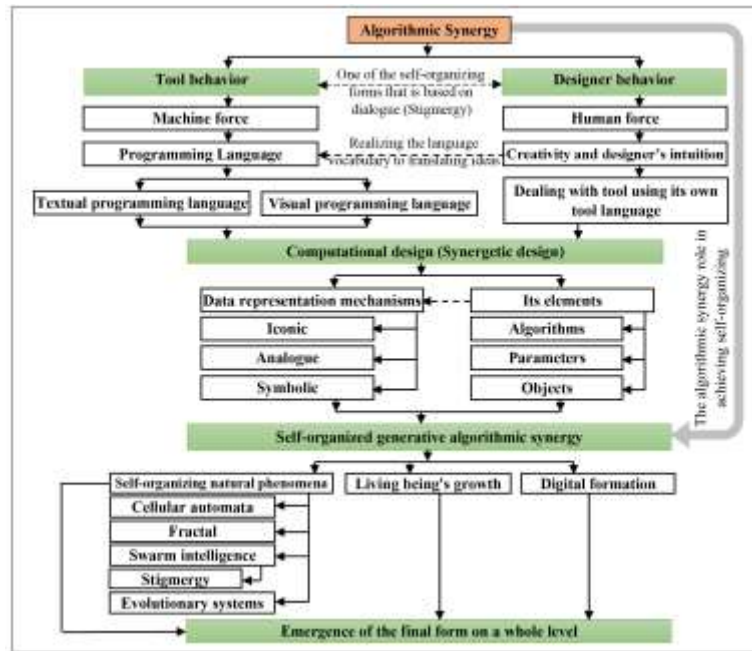 Algorithmic Synergy
Tool behavior
One of the self-organizing
forms that is based on
dialogue (Stigmergy)
Designer behavior
Machine force
Human force
Programming Language
Realizing the language
vocabulary to translating ideas
Creativity and designer's intuition
Textual programming language
Visual programming language
Dealing with tool using its own
tool language
Computational design (Synergetic design)
Data representation mechanisms
Its elements
Iconic
Algorithms
Analogue
Parameters
Symbolic
Objects
The algorithmic synergy role in
achieving self-organizing
Self-organized generative algorithmic synergy
Self-organizing natural phenomena
Living being's growth
Digital formation
Cellular automata
Fractal
Swarm intelligence
Stigmergy
Evolutionary systems
Emergence of the final form on a whole level